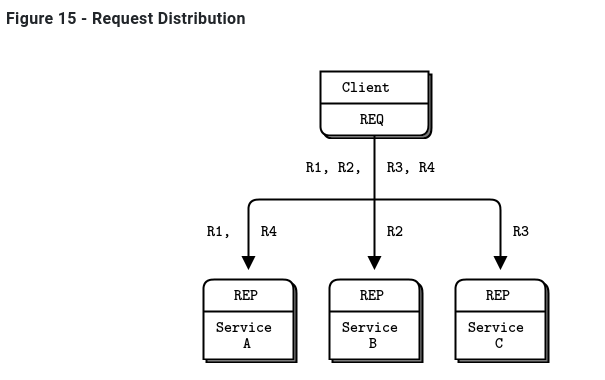 Figure 15 - Request Distribution
Client
REQ
R1, R2, R3, R4
R1, R4 R2 R3
REP REP REP
Service Service Service
A B C